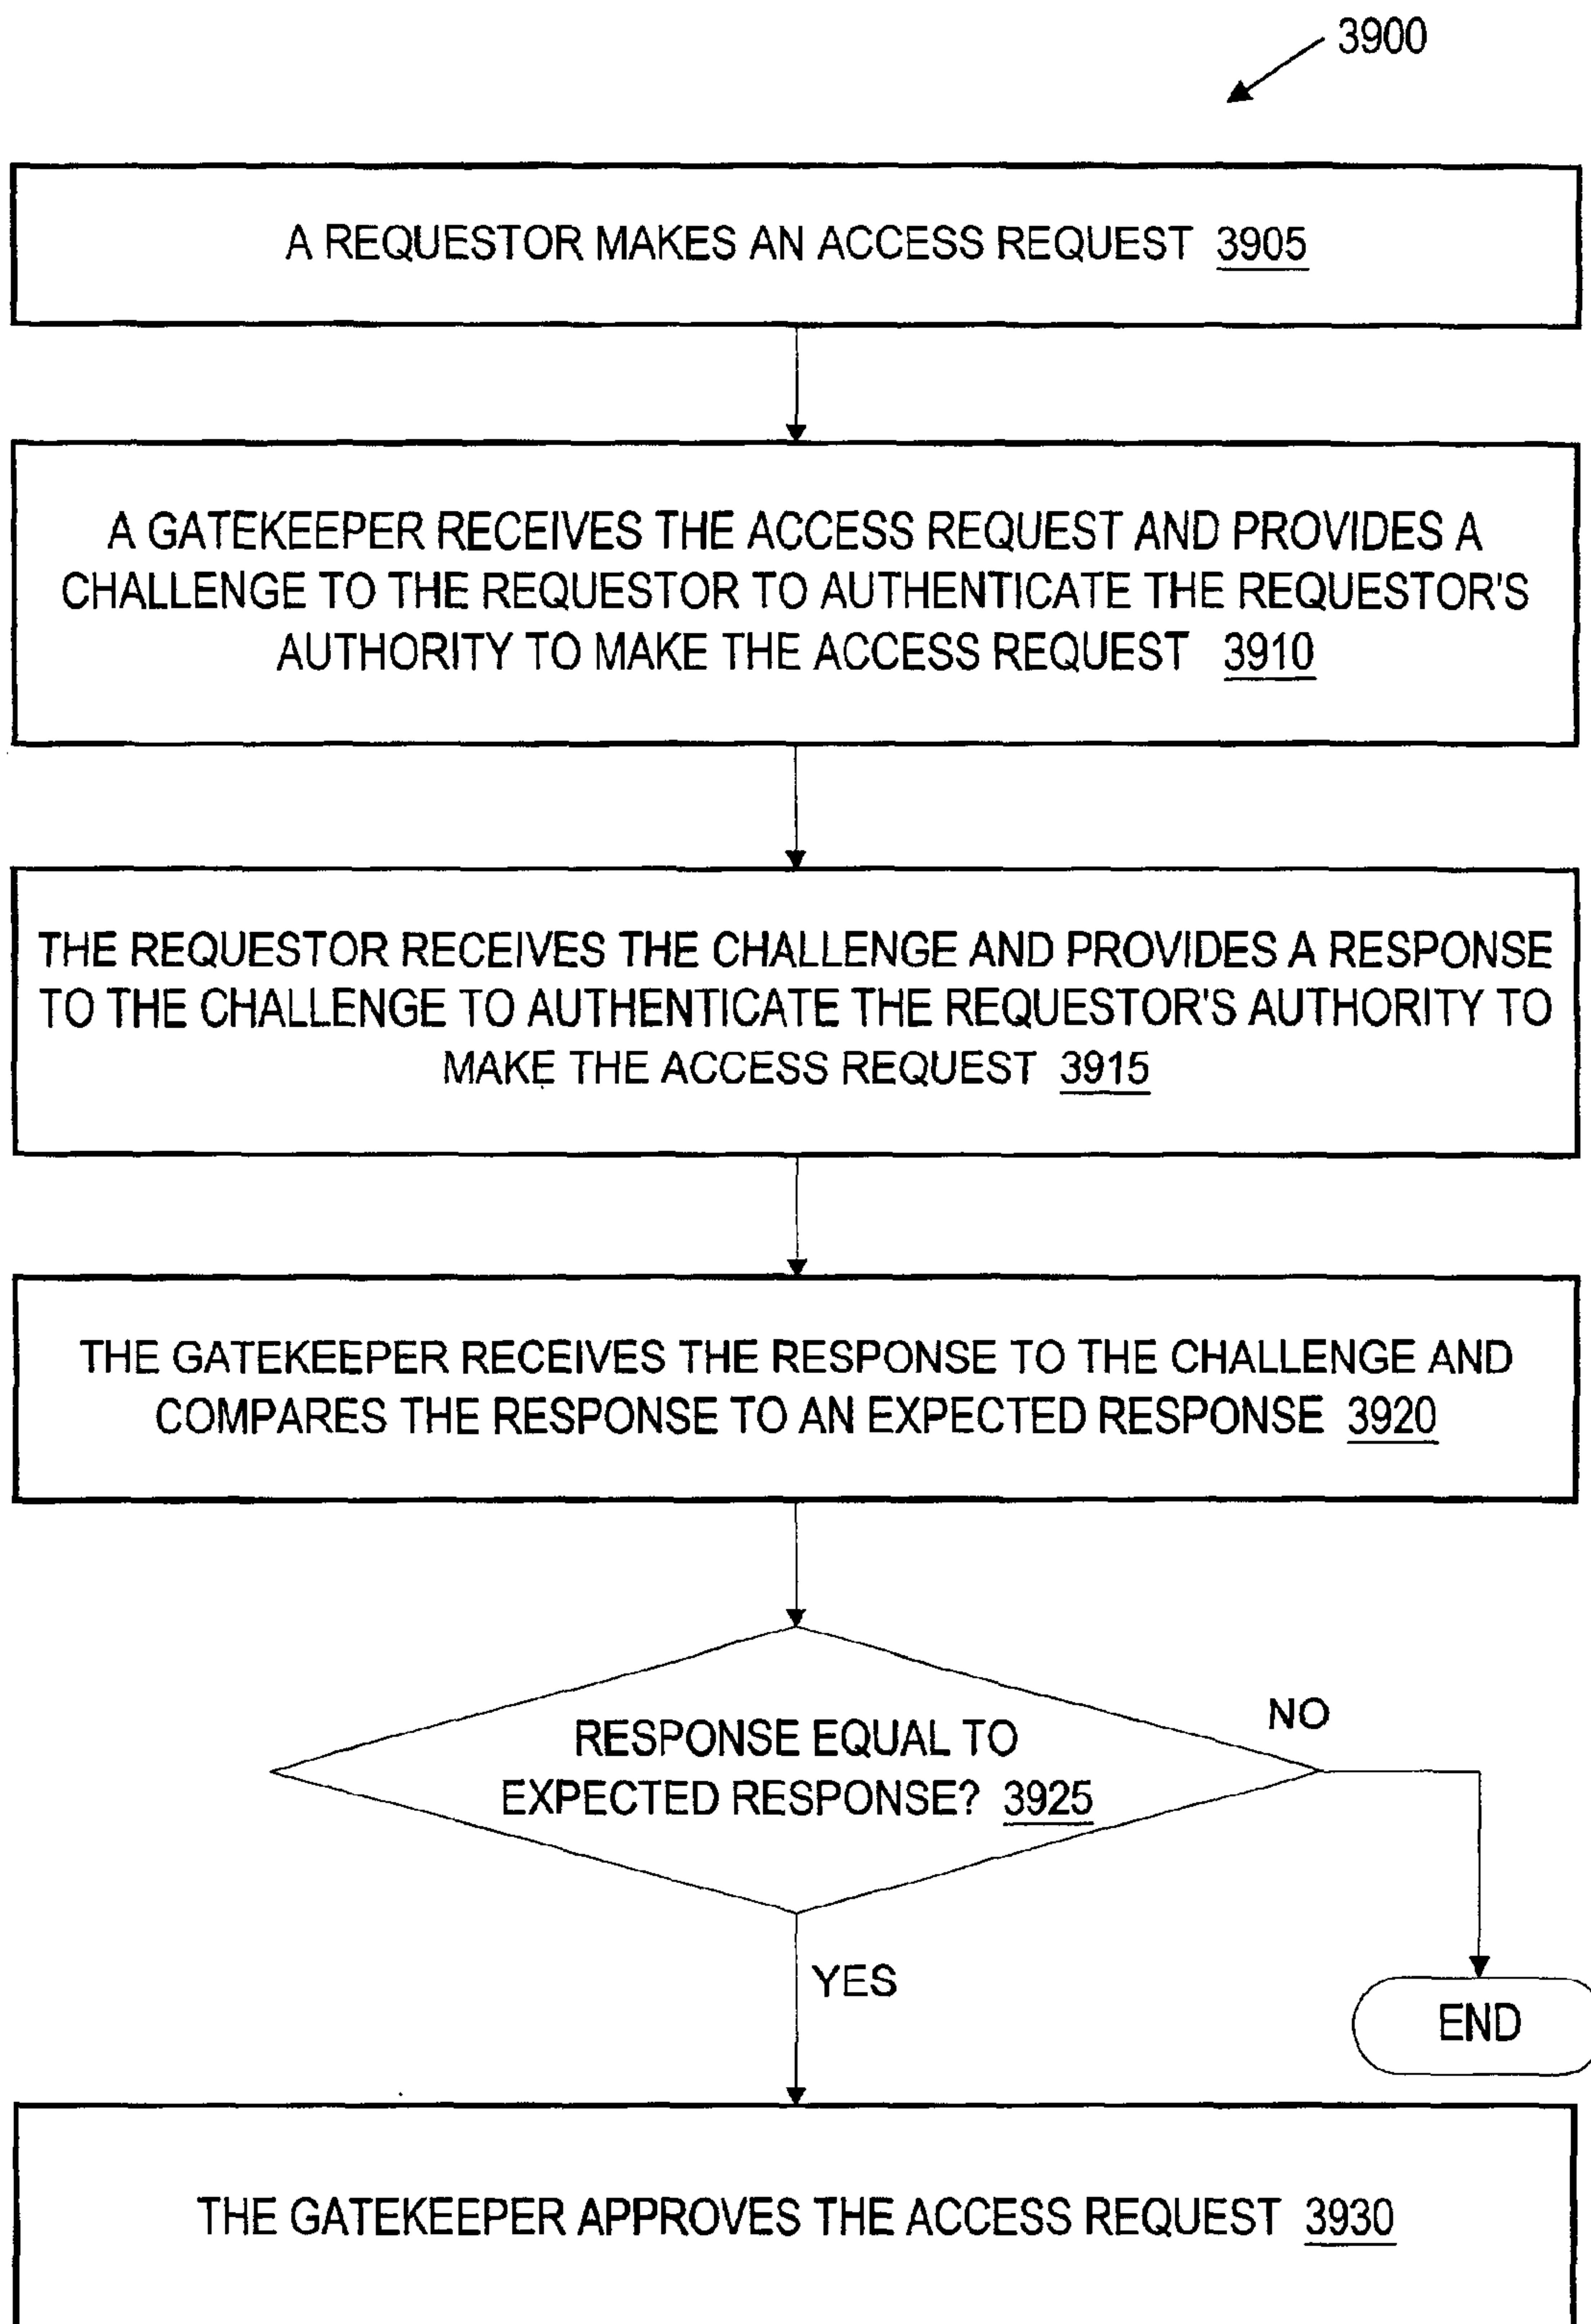 3900
A REQUESTOR MAKES AN ACCESS REQUEST 3905
A GATEKEEPER RECEIVES THE ACCESS REQUEST AND PROVIDES A
CHALLENGE TO THE REQUESTOR TO AUTHENTICATE THE REQUESTOR'S
AUTHORITY TO MAKE THE ACCESS REQUEST 3910
THE REQUESTOR RECEIVES THE CHALLENGE AND PROVIDES A RESPONSE
TO THE CHALLENGE TO AUTHENTICATE THE REQUESTOR'S AUTHORITY TO
MAKE THE ACCESS REQUEST 3915
THE GATEKEEPER RECEIVES THE RESPONSE TO THE CHALLENGE AND
COMPARES THE RESPONSE TO AN EXPECTED RESPONSE 3920
RESPONSE EQUAL TO
EXPECTED RESPONSE? 3925
NO
YES
END
THE GATEKEEPER APPROVES THE ACCESS REQUEST 3930